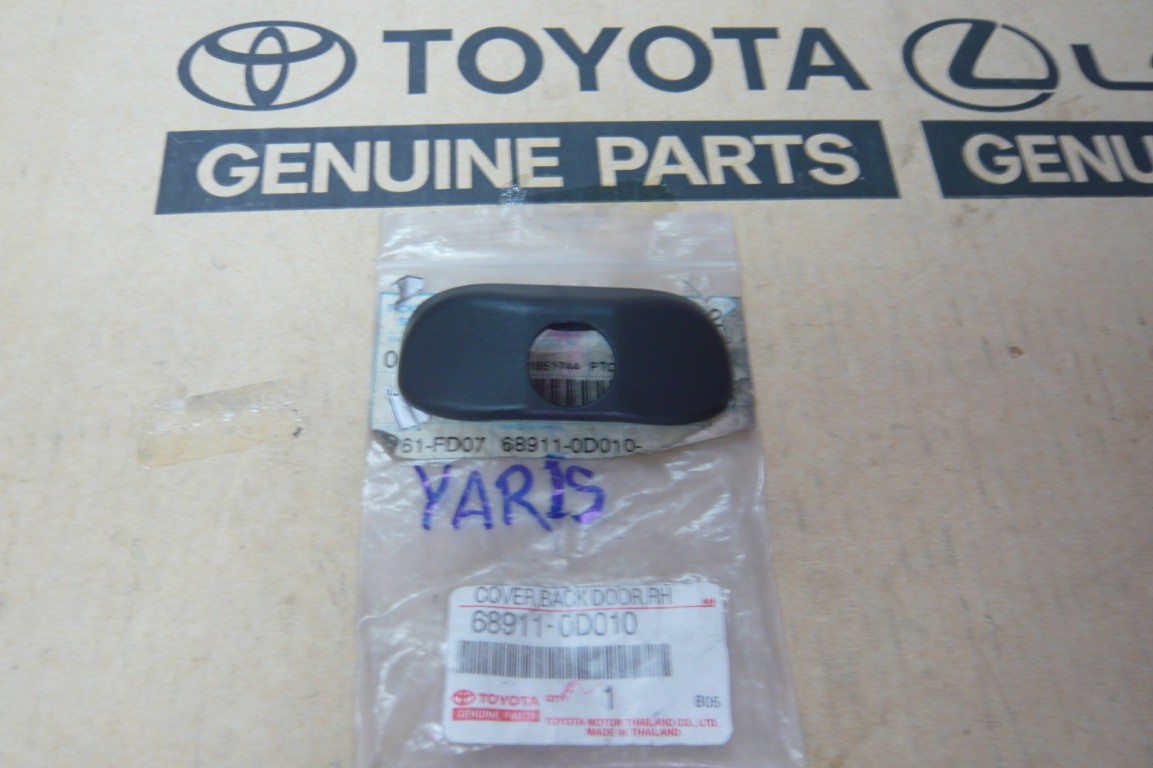 TOYOTA
GENUINE PARTS GENU
61-FD07 68911-0D010-
YARIS
COVER,BACK DOOR,RH
68911-0D010
TOYOTA QTY: 1 B05
GENUINE PARTS
TOYOTA MOTOR THAILAND CO., LTD.
MADE IN THAILAND